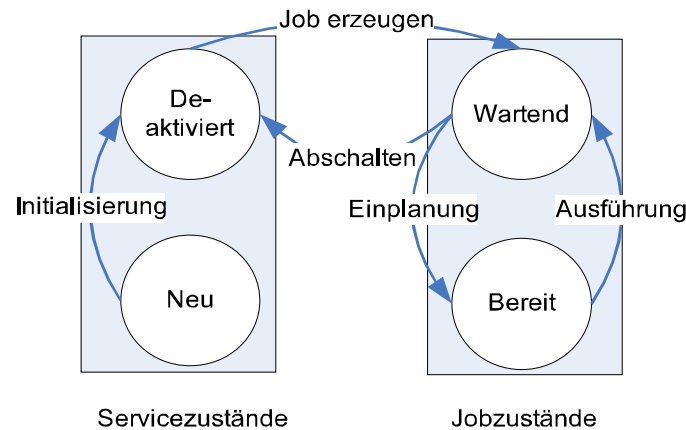 Job erzeugen
De-
aktiviert
Wartend
Abschalten
Initialisierung
Einplanung
Ausführung
Neu
Bereit
Servicezustände
Jobzustände